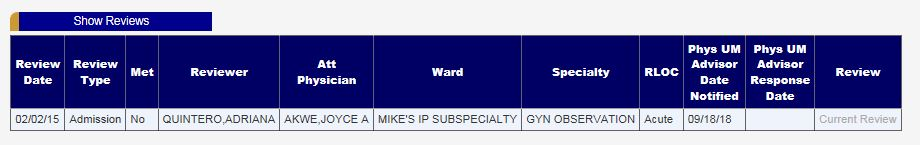 Show Reviews
Review Date Review Type Met Reviewer Att Physician Ward Specialty RLOC Phys UM Advisor Date Notified Phys UM Advisor Response Date Review
02/02/15 Admission No QUINTERO,ADRIANA AKWE,JOYCE A MIKE'S IP SUBSPECIALTY GYN OBSERVATION Acute 09/18/18 Current Review